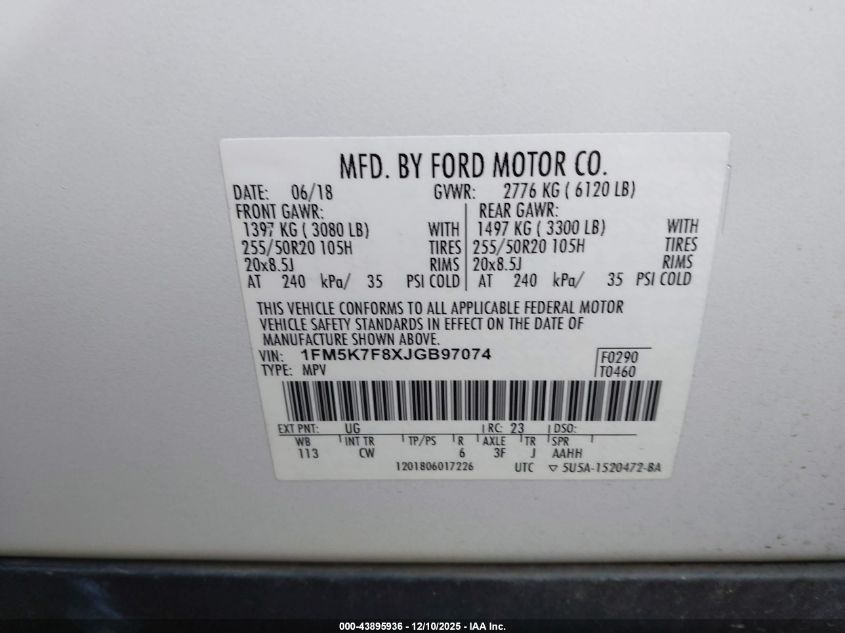 MFD. BY FORD MOTOR CO.
DATE: 06/18 GVWR: 2776 KG ( 6120 LB)
FRONT GAWR: REAR GAWR:
1397 KG ( 3080 LB) WITH 1497 KG ( 3300 LB) WITH
255/50R20 105H TIRES 255/50R20 105H TIRES
20x8.5J RIMS 20x8.5J RIMS
AT 240 kPa/ 35 PSI COLD AT 240 kPa/ 35 PSI COLD
THIS VEHICLE CONFORMS TO ALL APPLICABLE FEDERAL MOTOR
VEHICLE SAFETY STANDARDS IN EFFECT ON THE DATE OF
MANUFACTURE SHOWN ABOVE.
VIN: 1FM5K7F8XJGB97074 F0290
TYPE: MPV T0460
EXT PNT: UG RC: 23 DSO:
WB INT TR TP/PS R AXLE TR SPR
113 CW 6 3F J AAHH
1201806017226 UTC ▽ 5U5A-1520472-BA
000-43895936 - 12/10/2025 - IAA Inc.